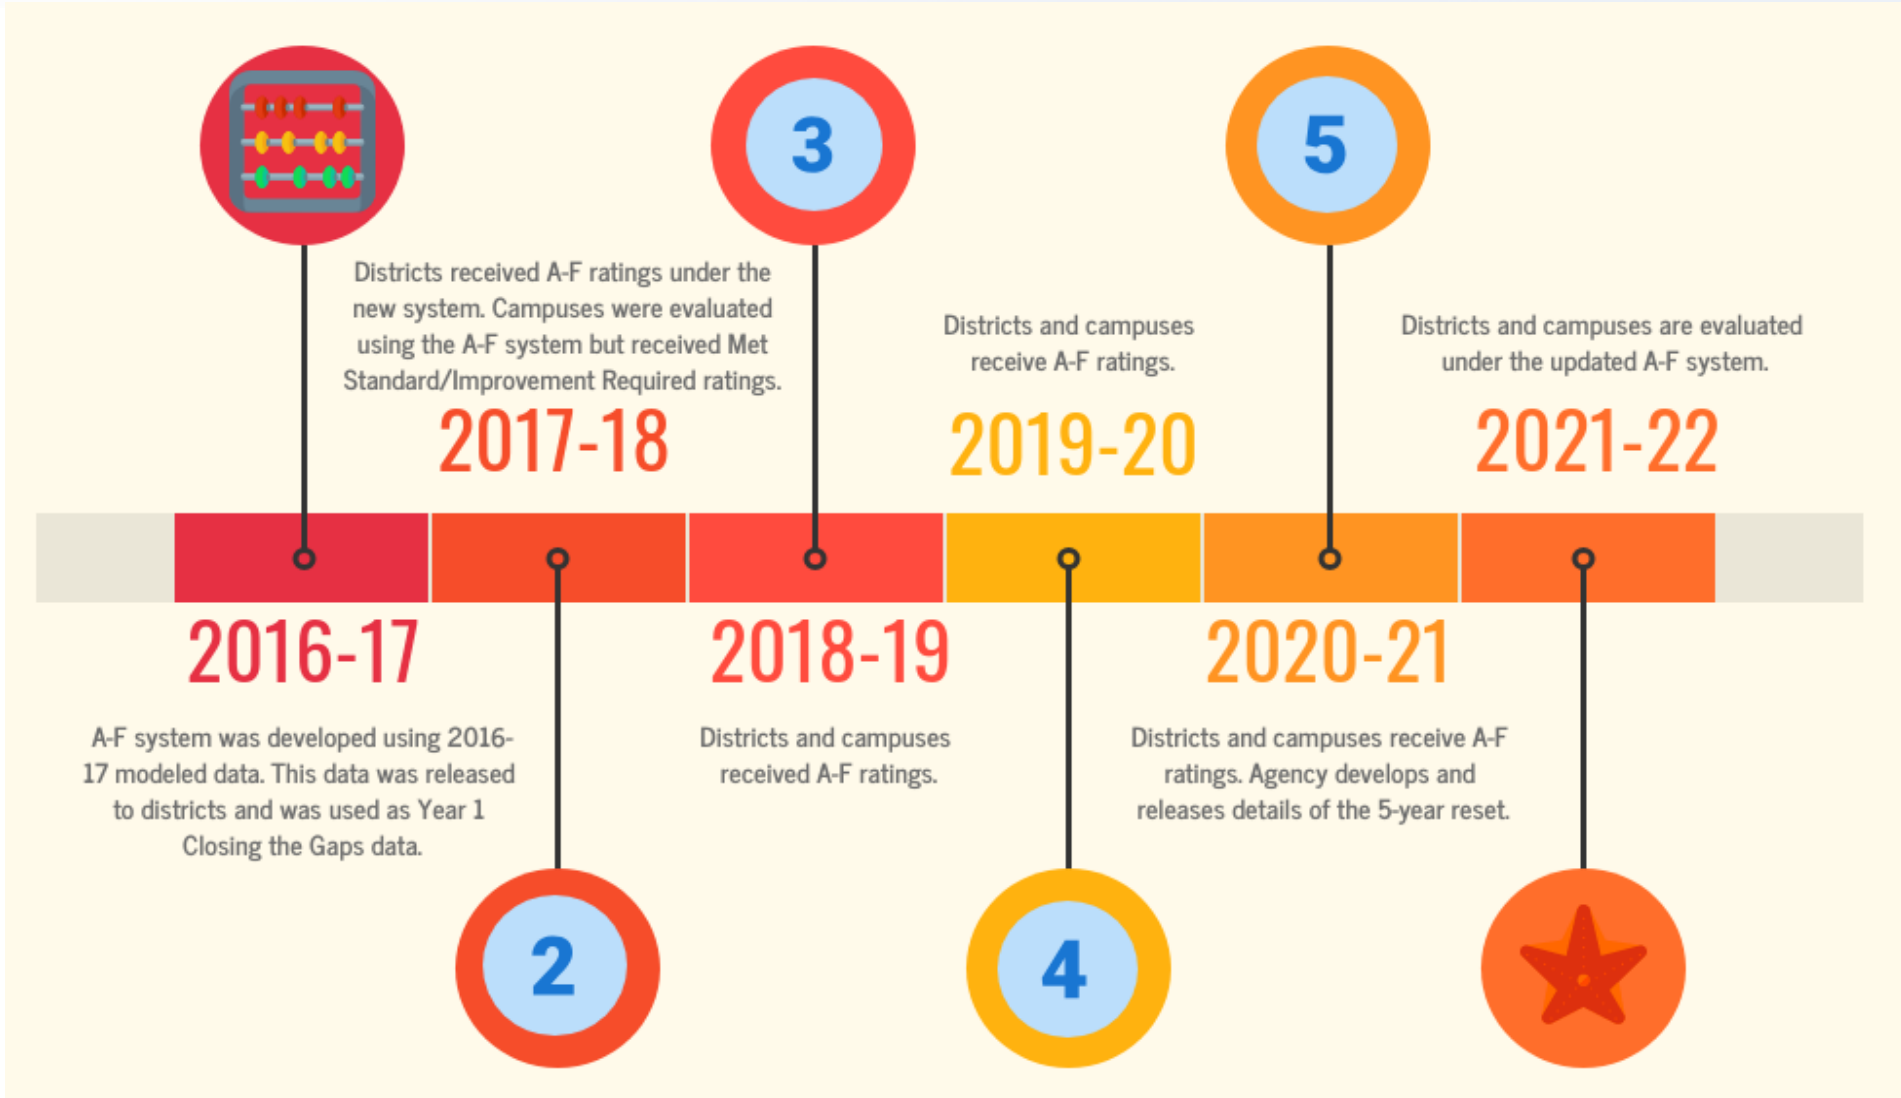 3
5
Districts received A-F ratings under the
new system. Campuses were evaluated
using the A-F system but received Met
Standard/Improvement Required ratings.
2017-18
Districts and campuses
receive A-F ratings.
2019-20
Districts and campuses are evaluated
under the updated A-F system.
2021-22
2016-17
A-F system was developed using 2016-
17 modeled data. This data was released
to districts and was used as Year 1
Closing the Gaps data.
2018-19
Districts and campuses
received A-F ratings.
2020-21
Districts and campuses receive A-F
ratings. Agency develops and
releases details of the 5-year reset.
2
4